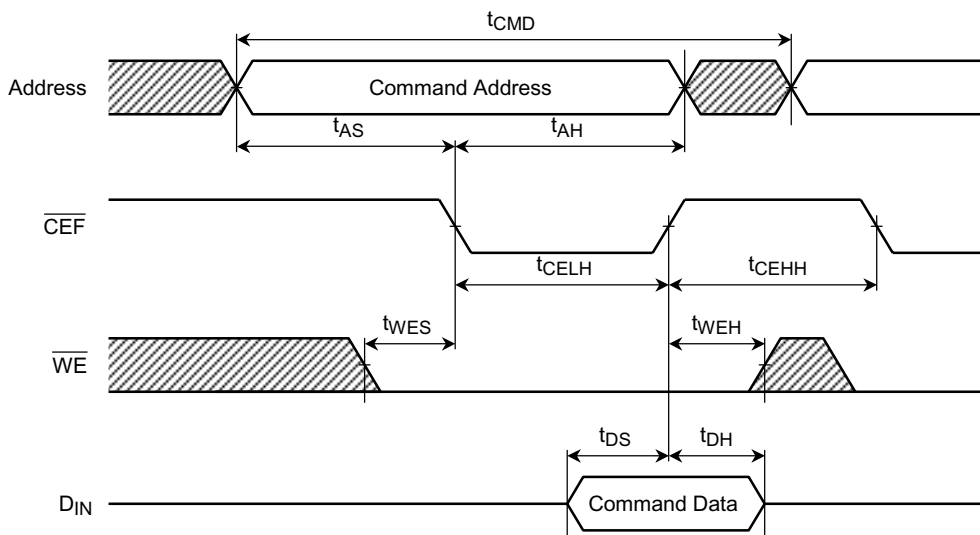 tCMD
Address
Command Address
tAS
tAH
CEF
tCELH
tCEHH
tWES
tWEH
WE
tDS
tDH
DIN
Command Data